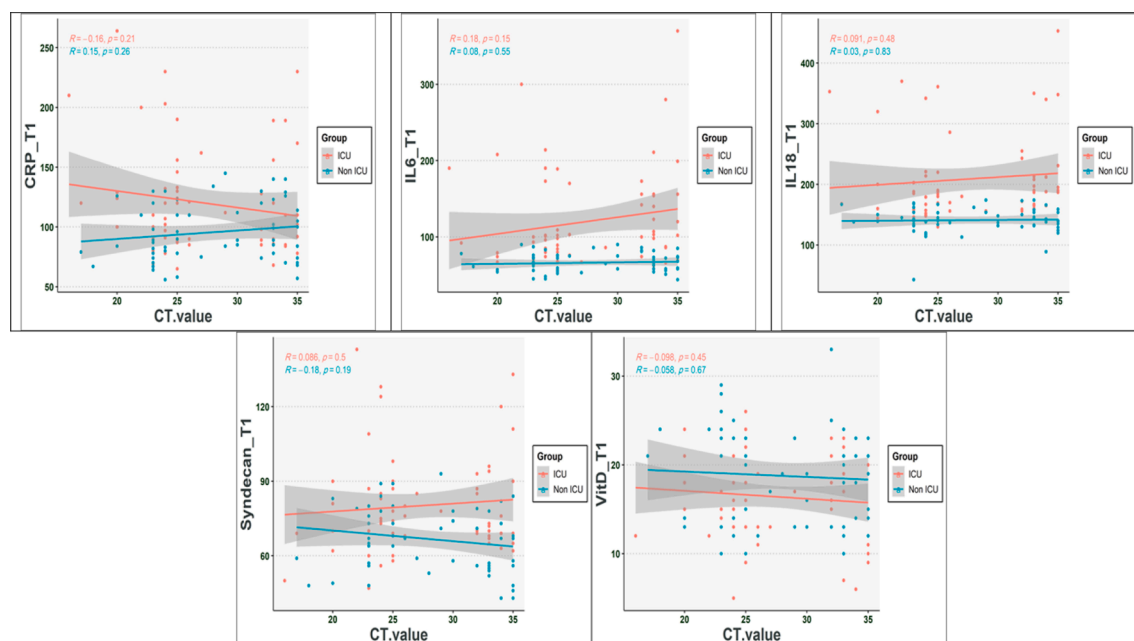 R = −0.16, p = 0.21
R = 0.15, p = 0.26
250
200
150
100
50
CRP_T1
20
25
30
35
CT.value
Group
ICU
Non ICU
R = 0.18, p = 0.15
R = 0.08, p = 0.55
300
200
100
IL6_T1
20
25
30
35
CT.value
Group
ICU
Non ICU
R = 0.091, p = 0.48
R = 0.03, p = 0.83
400
300
200
100
IL18_T1
20
25
30
35
CT.value
Group
ICU
Non ICU
R = 0.086, p = 0.5
R = −0.18, p = 0.19
120
90
60
Syndecan_T1
20
25
30
35
CT.value
Group
ICU
Non ICU
R = −0.098, p = 0.45
R = −0.058, p = 0.67
30
20
10
VitD_T1
20
25
30
35
CT.value
Group
ICU
Non ICU